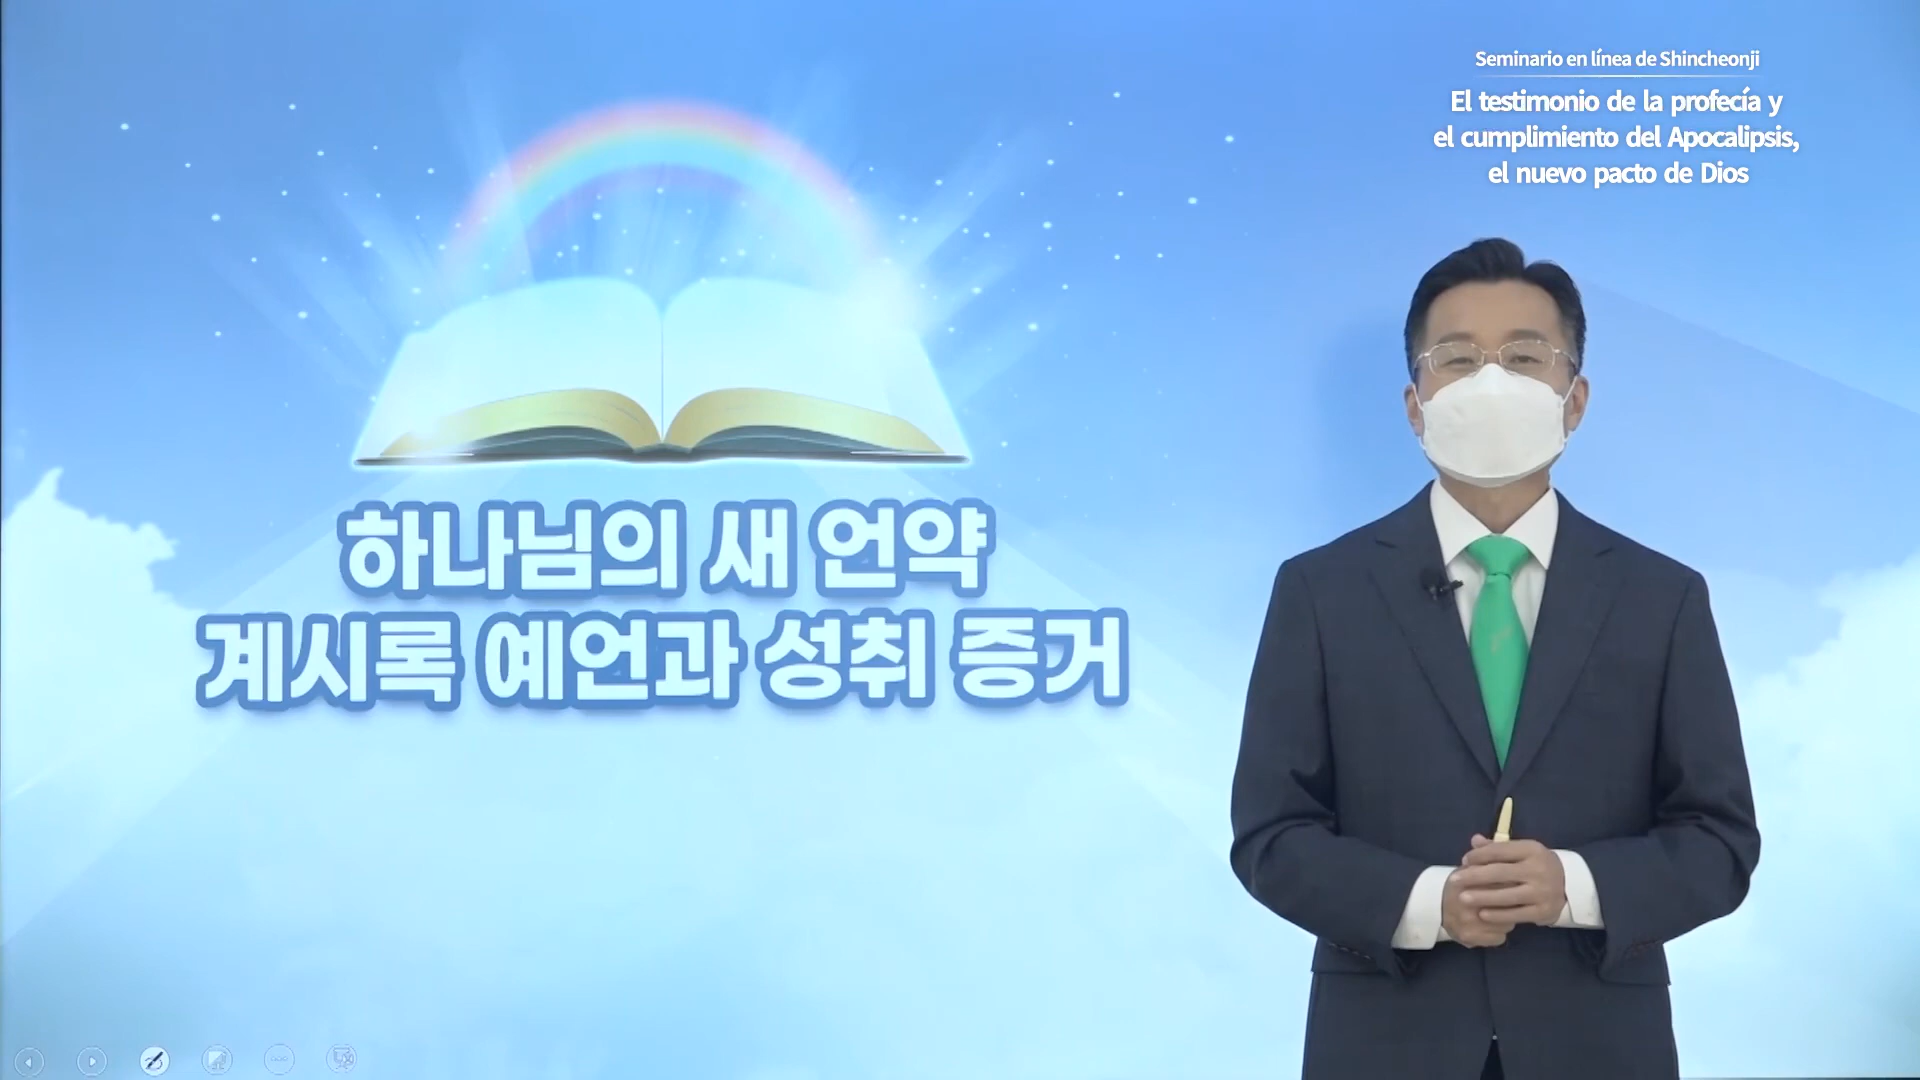 Seminario en línea de Shincheonji
El testimonio de la profecía y
el cumplimiento del Apocalipsis,
el nuevo pacto de Dios
하나님의 새 언약
계시록 예언과 성취 증거